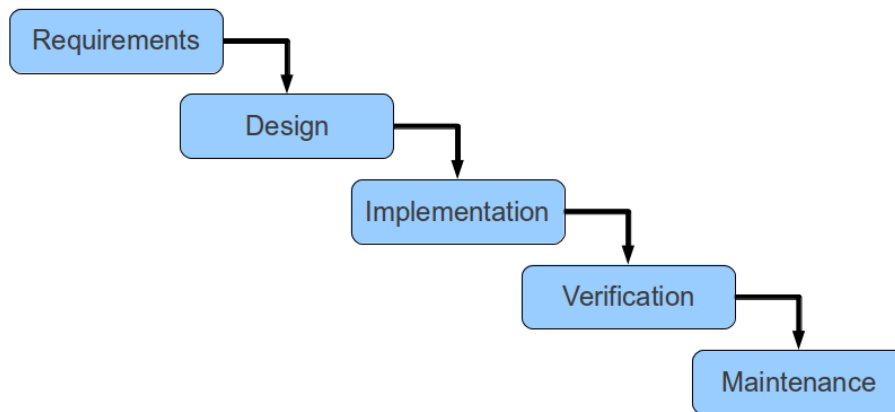 Requirements
Design
Implementation
Verification
Maintenance